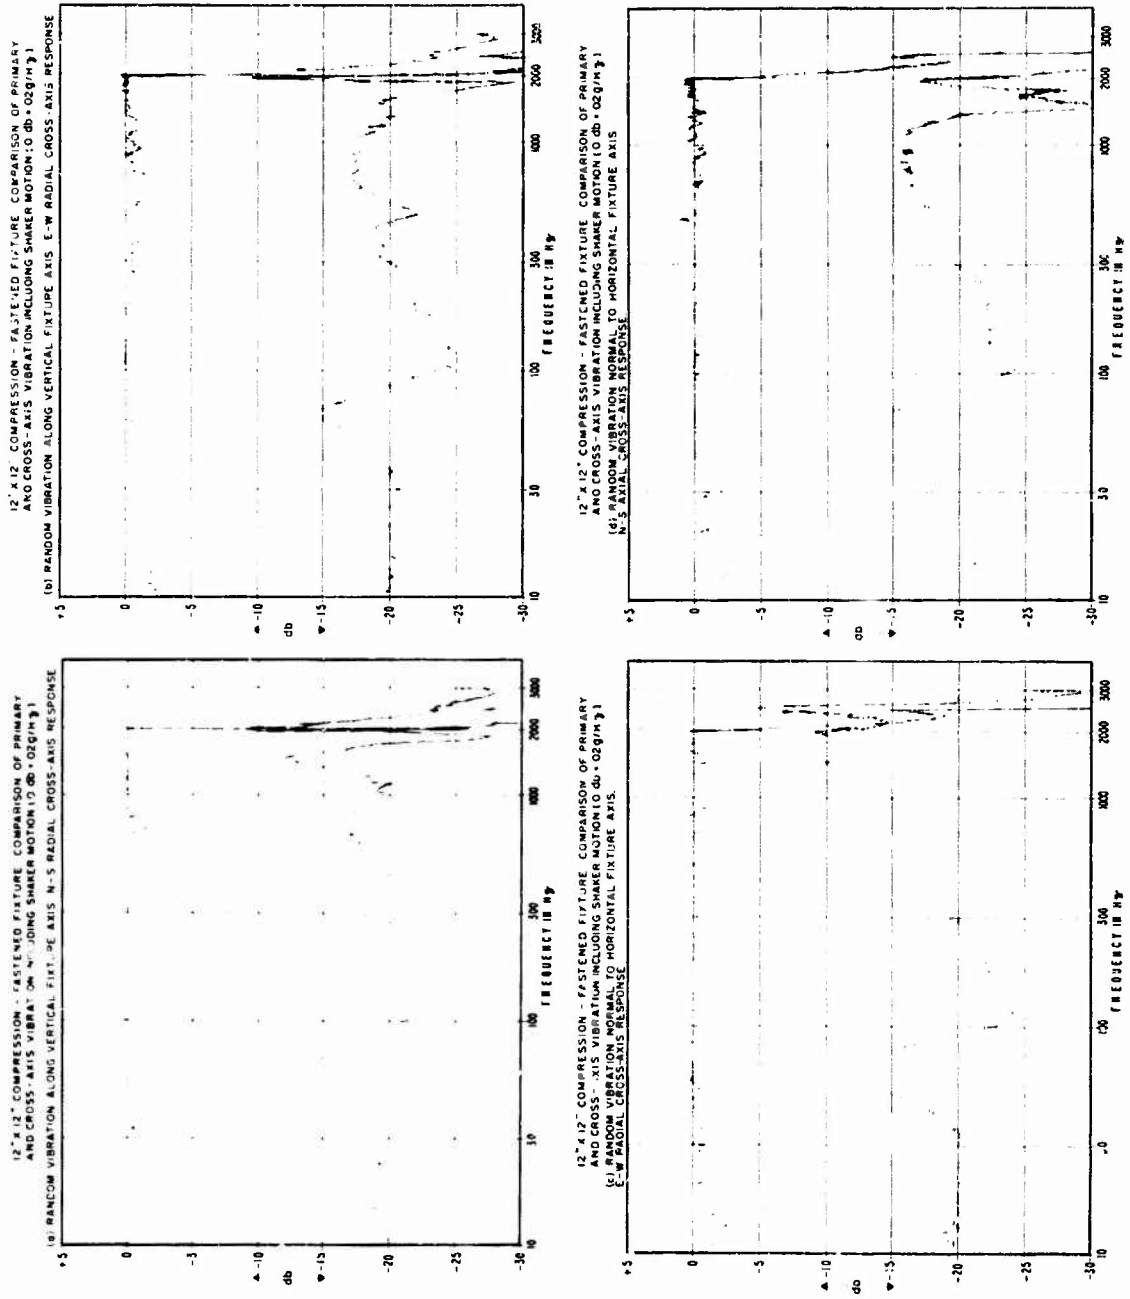 12" X 12" COMPRESSION - FASTENED FIXTURE COMPARISON OF PRIMARY
AND CROSS-AXIS VIBRATION INCLUDING SHAKER MOTION (0 db = 02g/Hz)
(a) RANDOM VIBRATION ALONG VERTICAL FIXTURE AXIS N-S RADIAL CROSS-AXIS RESPONSE
+5
0
-5
-10
db
-15
-20
-25
-30
10
50
100
500
1000
2000
3000
FREQUENCY IN Hz
12" X 12" COMPRESSION - FASTENED FIXTURE COMPARISON OF PRIMARY
AND CROSS-AXIS VIBRATION INCLUDING SHAKER MOTION (0 db = 02g/Hz)
(b) RANDOM VIBRATION ALONG VERTICAL FIXTURE AXIS E-W RADIAL CROSS-AXIS RESPONSE
+5
0
-5
-10
db
-15
-20
-25
-30
10
50
100
500
1000
2000
3000
FREQUENCY IN Hz
12" X 12" COMPRESSION - FASTENED FIXTURE COMPARISON OF PRIMARY
AND CROSS-AXIS VIBRATION INCLUDING SHAKER MOTION (0 db = 02g/Hz)
(c) RANDOM VIBRATION NORMAL TO HORIZONTAL FIXTURE AXIS.
E-W RADIAL CROSS-AXIS RESPONSE
+5
0
-5
-10
db
-15
-20
-25
-30
10
50
100
500
1000
2000
3000
FREQUENCY IN Hz
12" X 12" COMPRESSION - FASTENED FIXTURE COMPARISON OF PRIMARY
AND CROSS-AXIS VIBRATION INCLUDING SHAKER MOTION (0 db = 02g/Hz)
(d) RANDOM VIBRATION NORMAL TO HORIZONTAL FIXTURE AXIS
N-S AXIAL CROSS-AXIS RESPONSE
+5
0
-5
-10
db
-15
-20
-25
-30
10
50
100
500
1000
2000
3000
FREQUENCY IN Hz